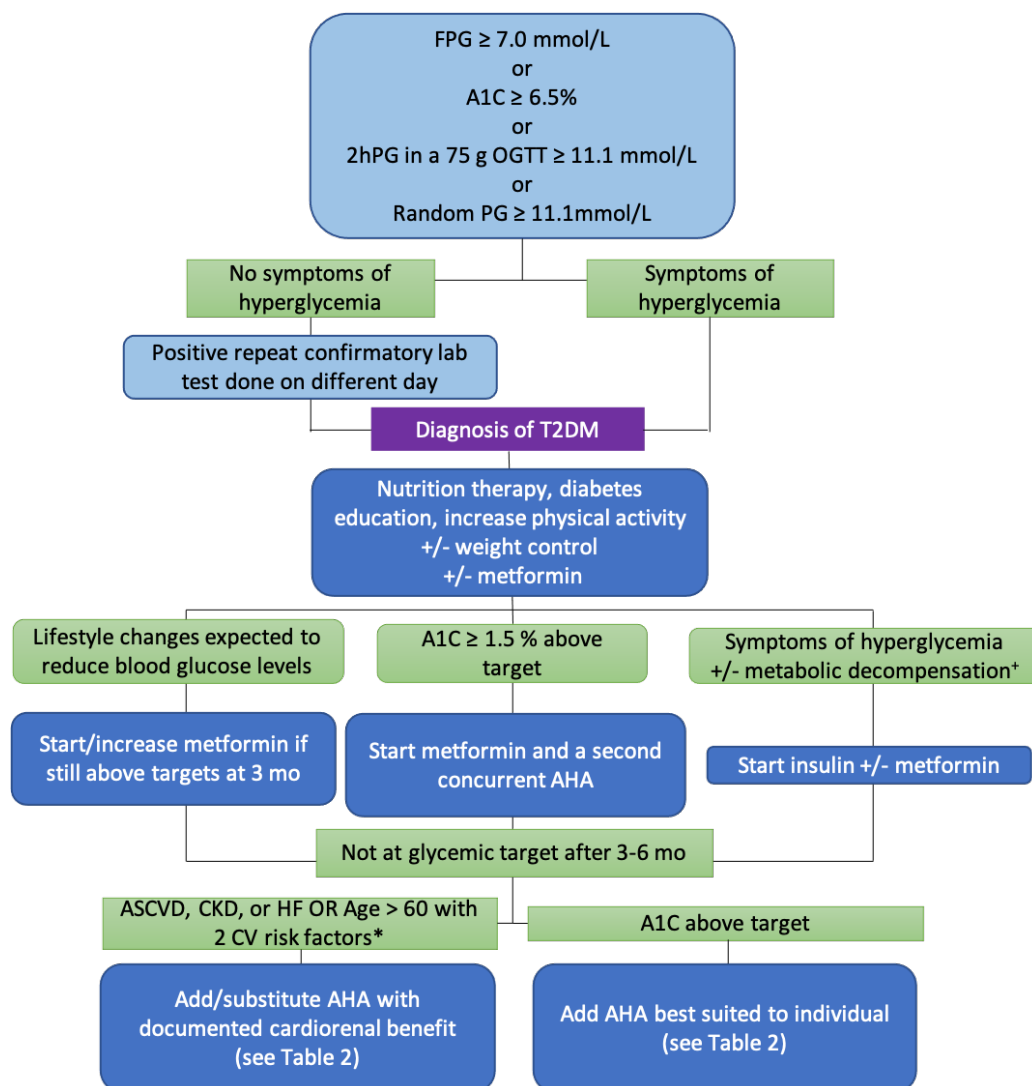 FPG ≥ 7.0 mmol/L
or
A1C ≥ 6.5%
or
2hPG in a 75 g OGTT ≥ 11.1 mmol/L
or
Random PG ≥ 11.1mmol/L
No symptoms of
hyperglycemia
Symptoms of
hyperglycemia
Positive repeat confirmatory lab
test done on different day
Diagnosis of T2DM
Nutrition therapy, diabetes
education, increase physical activity
+/- weight control
+/- metformin
Lifestyle changes expected to
reduce blood glucose levels
A1C ≥ 1.5 % above
target
Symptoms of hyperglycemia
+/- metabolic decompensation⁺
Start/increase metformin if
still above targets at 3 mo
Start metformin and a second
concurrent AHA
Start insulin +/- metformin
Not at glycemic target after 3-6 mo
ASCVD, CKD, or HF OR Age > 60 with
2 CV risk factors*
A1C above target
Add/substitute AHA with
documented cardiorenal benefit
(see Table 2)
Add AHA best suited to individual
(see Table 2)